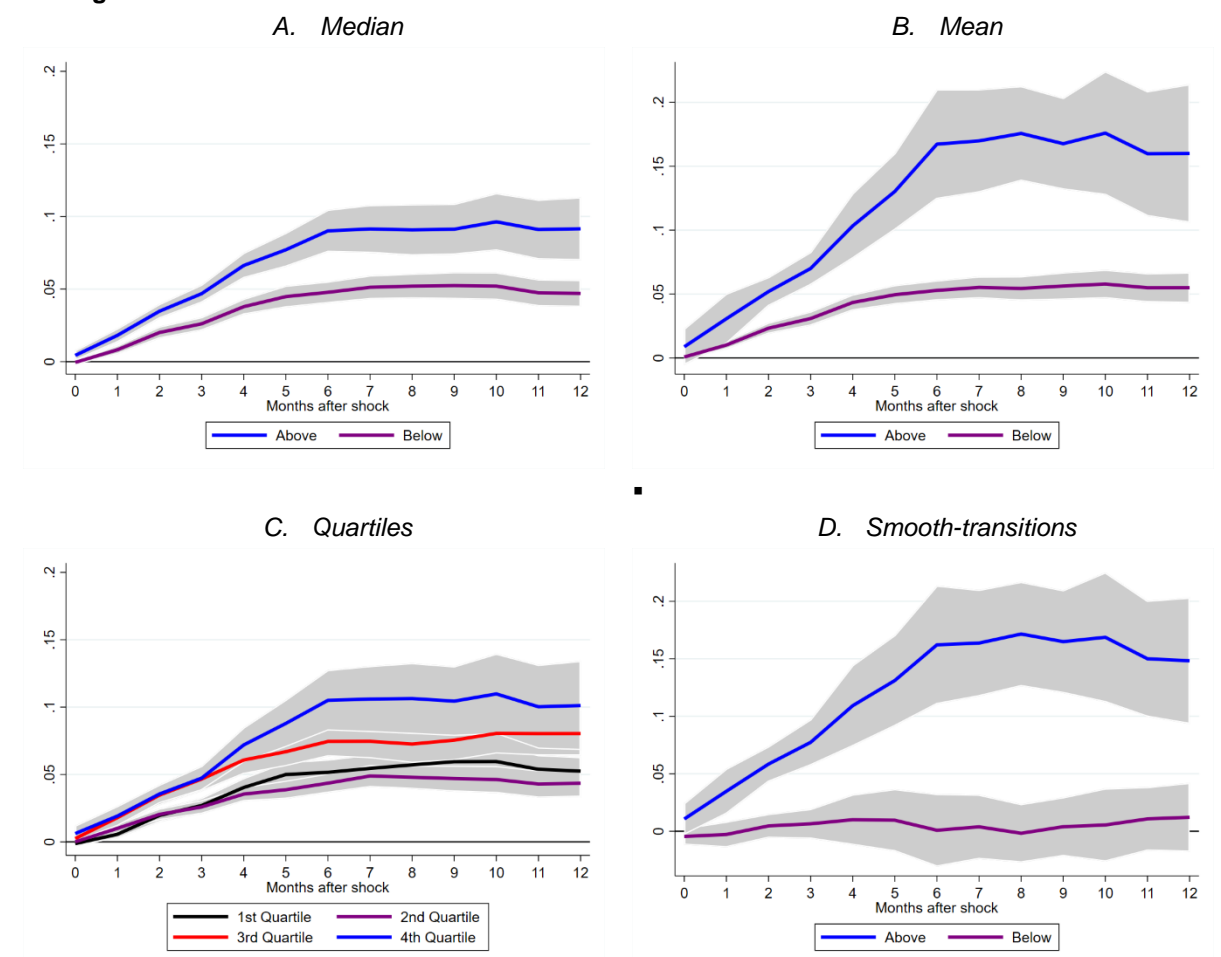 A. Median
.2
.15
.1
.05
0
0 1 2 3 4 5 6 7 8 9 10 11 12
Months after shock
Above Below
B. Mean
.2
.15
.1
.05
0
0 1 2 3 4 5 6 7 8 9 10 11 12
Months after shock
Above Below
C. Quartiles
.2
.15
.1
.05
0
0 1 2 3 4 5 6 7 8 9 10 11 12
Months after shock
1st Quartile 2nd Quartile
3rd Quartile 4th Quartile
D. Smooth-transitions
.2
.15
.1
.05
0
0 1 2 3 4 5 6 7 8 9 10 11 12
Months after shock
Above Below